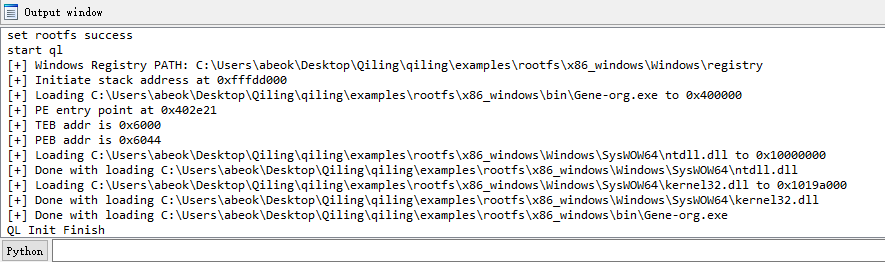 Output window
set rootfs success
start ql
[+] Windows Registry PATH: C:\Users\abeok\Desktop\Qiling\qiling\examples\rootfs\x86_windows\Windows\registry
[+] Initiate stack address at 0xfffdd000
[+] Loading C:\Users\abeok\Desktop\Qiling\qiling\examples\rootfs\x86_windows\bin\Gene-org.exe to 0x400000
[+] PE entry point at 0x402e21
[+] TEB addr is 0x6000
[+] PEB addr is 0x6044
[+] Loading C:\Users\abeok\Desktop\Qiling\qiling\examples\rootfs\x86_windows\Windows\SysWOW64\ntdll.dll to 0x10000000
[+] Done with loading C:\Users\abeok\Desktop\Qiling\qiling\examples\rootfs\x86_windows\Windows\SysWOW64\ntdll.dll
[+] Loading C:\Users\abeok\Desktop\Qiling\qiling\examples\rootfs\x86_windows\Windows\SysWOW64\kernel32.dll to 0x1019a000
[+] Done with loading C:\Users\abeok\Desktop\Qiling\qiling\examples\rootfs\x86_windows\Windows\SysWOW64\kernel32.dll
[+] Done with loading C:\Users\abeok\Desktop\Qiling\qiling\examples\rootfs\x86_windows\bin\Gene-org.exe
QL Init Finish
Python